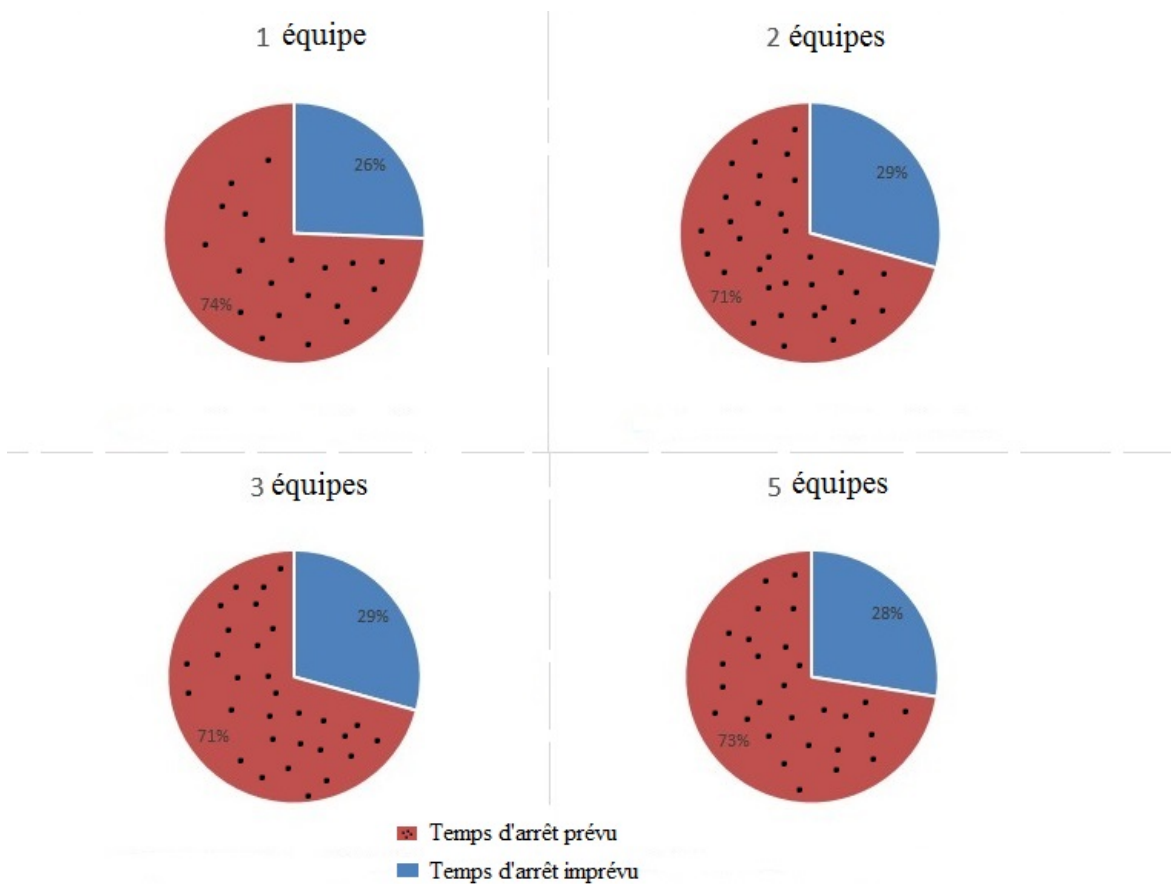 1 équipe
2 équipes
26%
74%
29%
71%
3 équipes
5 équipes
29%
71%
28%
73%
Temps d'arrêt prévu
Temps d'arrêt imprévu